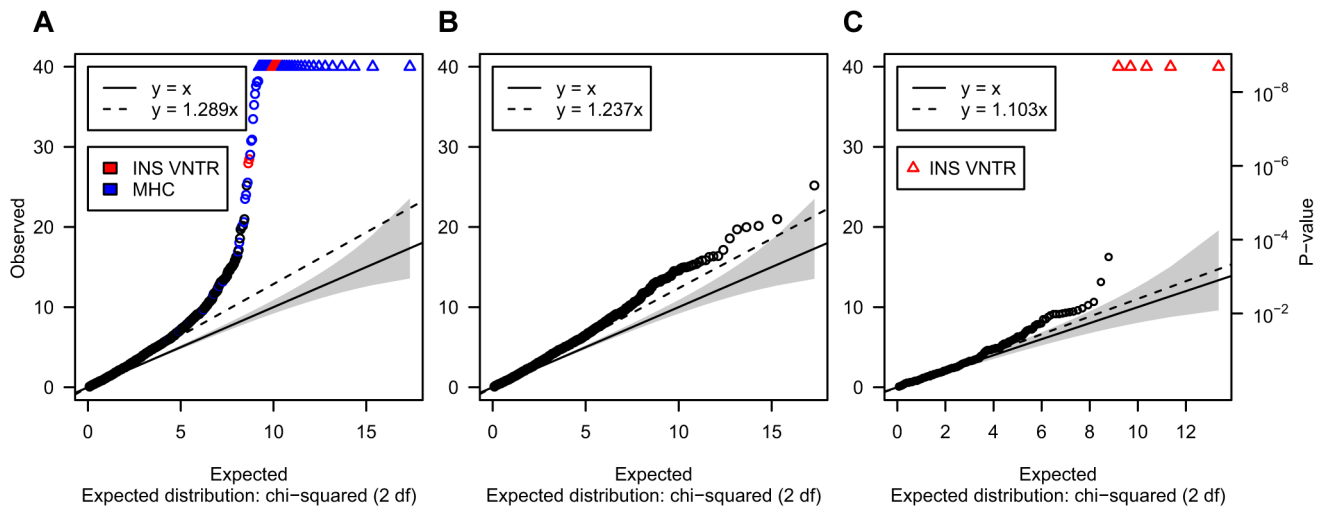 A
B
C
Observed
40
30
20
10
0
y = x
y = 1.289x
INS VNTR
MHC
0
5
10
15
Expected
Expected distribution: chi−squared (2 df)
40
30
20
10
0
y = x
y = 1.237x
0
5
10
15
Expected
Expected distribution: chi−squared (2 df)
40
30
20
10
0
y = x
y = 1.103x
INS VNTR
0
2
4
6
8
10
12
Expected
Expected distribution: chi−squared (2 df)
10⁻⁸
10⁻⁶
10⁻⁴
10⁻²
P−value